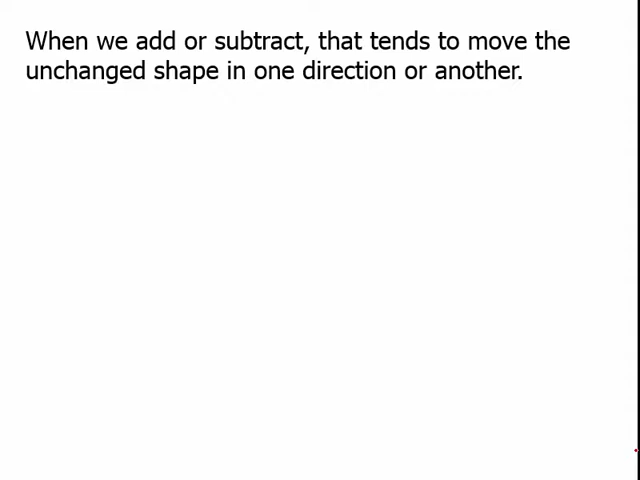 When we add or subtract, that tends to move the
unchanged shape in one direction or another.